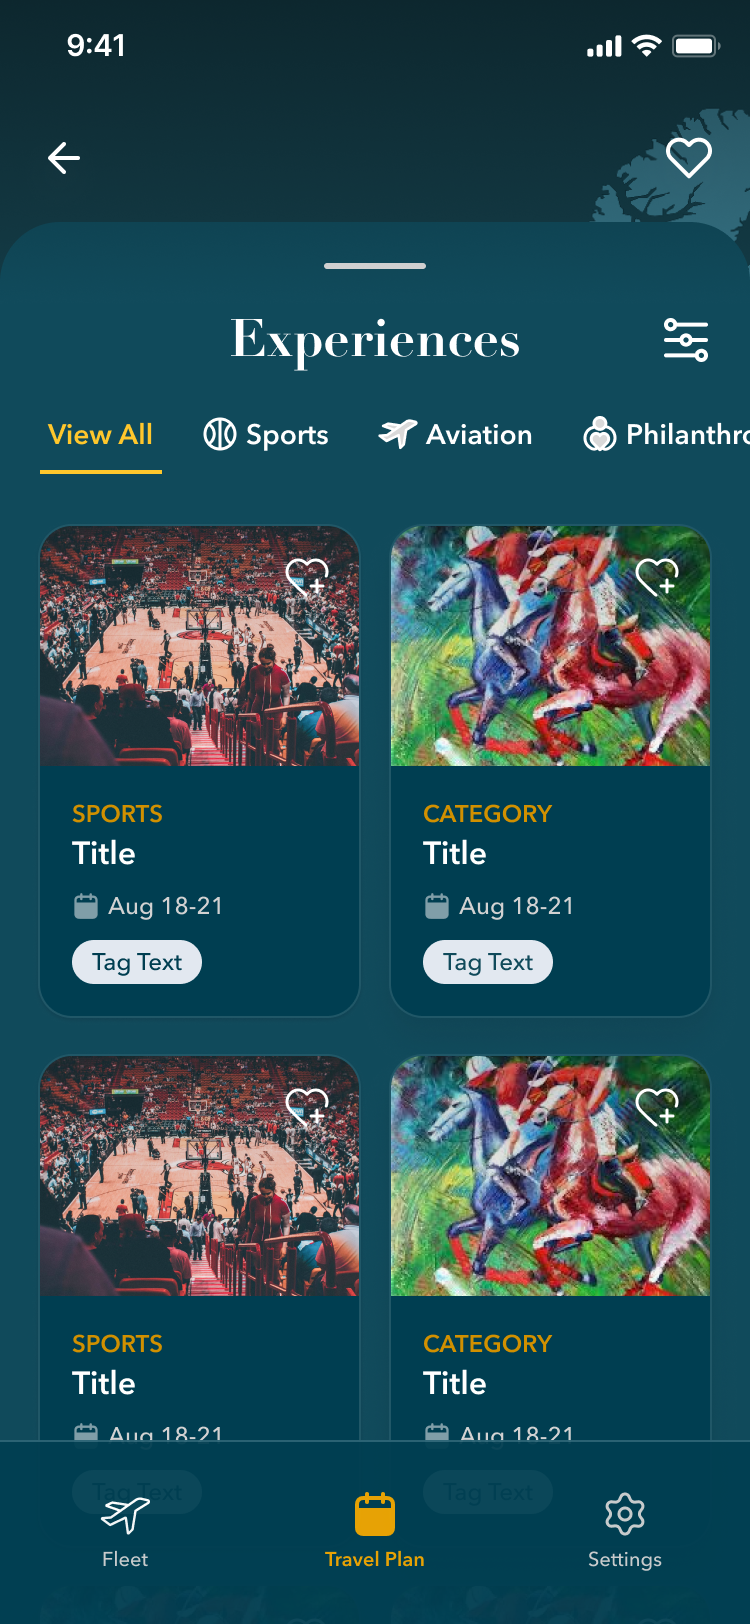 9:41
Experiences
View All Sports Aviation Philanthro
SPORTS
Title
Aug 18-21
Tag Text
CATEGORY
Title
Aug 18-21
Tag Text
SPORTS
Title
Aug 18-21
Tag Text
CATEGORY
Title
Aug 18-21
Tag Text
Fleet Travel Plan Settings